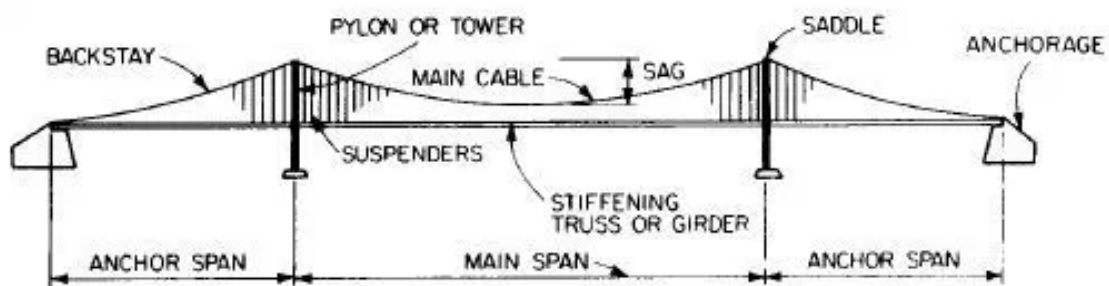 PYLON OR TOWER
SADDLE
BACKSTAY
ANCHORAGE
MAIN CABLE
SAG
SUSPENDERS
STIFFENING
TRUSS OR GIRDER
ANCHOR SPAN
MAIN SPAN
ANCHOR SPAN